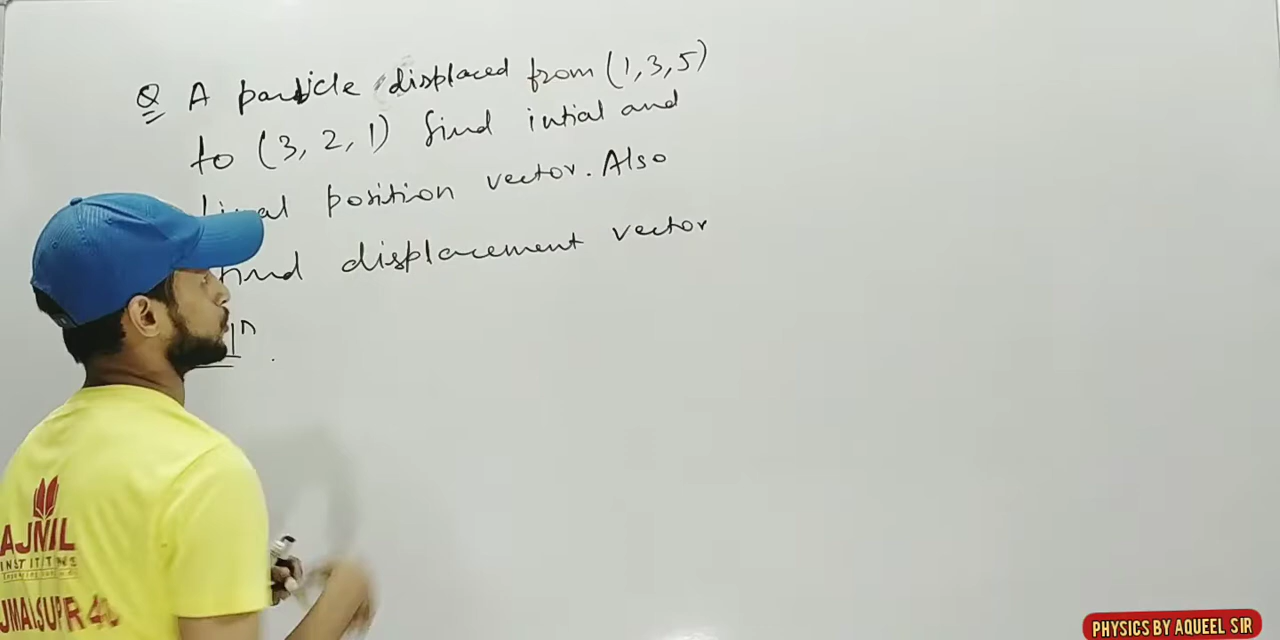 Q A particle displaced from (1,3,5)
to (3, 2, 1) find intial and
final position vector. Also
find displacement vector
AJMIL
PHYSICS BY AQUEEL SIR